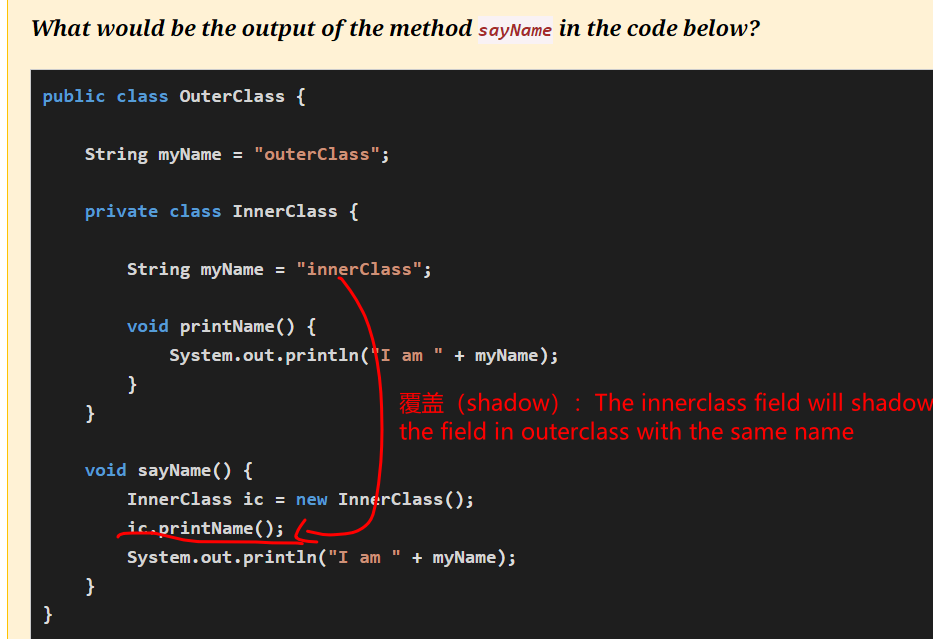 What would be the output of the method sayName in the code below?
public class OuterClass {
String myName = "outerClass";
private class InnerClass {
String myName = "innerClass";
void printName() {
System.out.println("I am " + myName);
}
}
覆盖（shadow）: The innerclass field will shadow
the field in outerclass with the same name
void sayName() {
InnerClass ic = new InnerClass();
ic.printName();
System.out.println("I am " + myName);
}
}